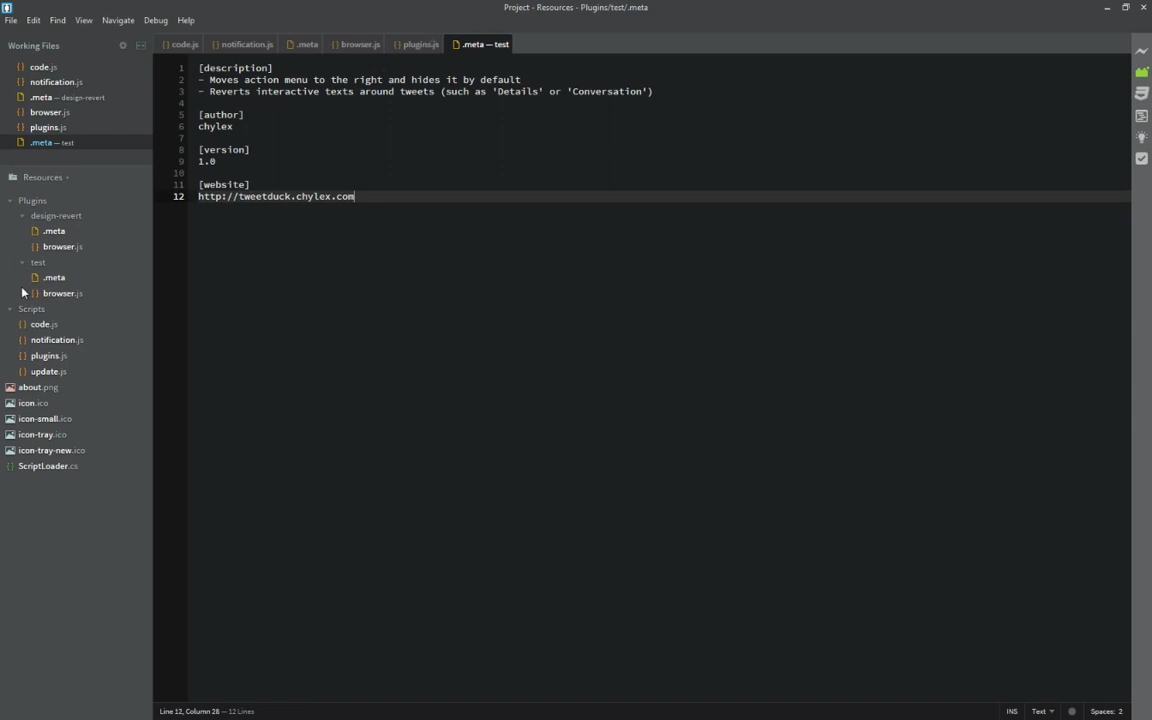 Project - Resources - Plugins/test/.meta
File Edit Find View Navigate Debug Help
Working Files
code.js
notification.js
.meta — design-revert
browser.js
plugins.js
.meta — test
Resources
Plugins
design-revert
.meta
browser.js
test
.meta
browser.js
Scripts
code.js
notification.js
plugins.js
update.js
about.png
icon.ico
icon-small.ico
icon-tray.ico
icon-tray-new.ico
ScriptLoader.cs
code.js notification.js .meta browser.js plugins.js .meta — test
1 [description]
2 - Moves action menu to the right and hides it by default
3 - Reverts interactive texts around tweets (such as 'Details' or 'Conversation')
4
5 [author]
6 chylex
7
8 [version]
9 1.0
10
11 [website]
12 http://tweetduck.chylex.com
Line 12, Column 28 — 12 Lines
INS Text Spaces: 2